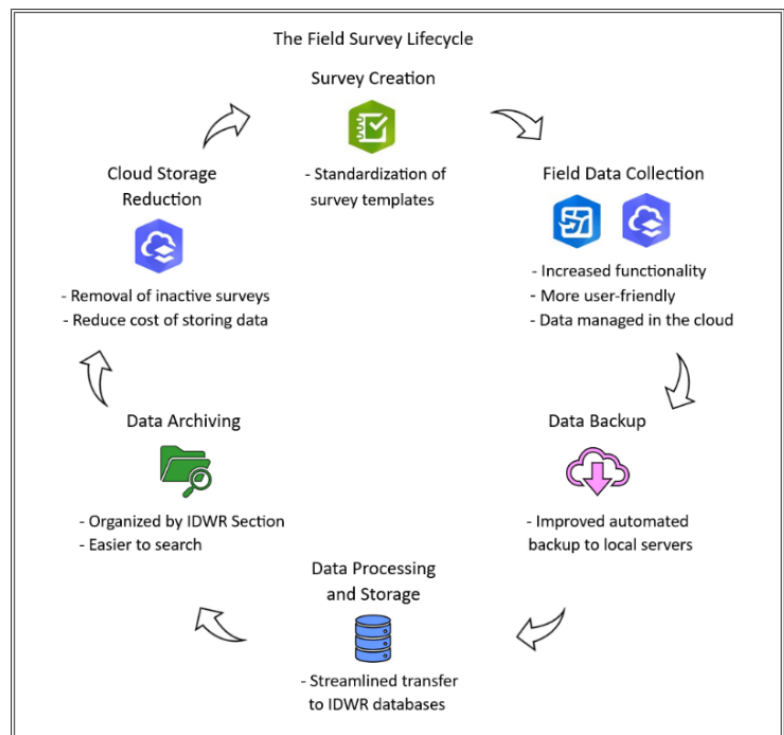 The Field Survey Lifecycle
Survey Creation
- Standardization of
survey templates
Field Data Collection
- Increased functionality
- More user-friendly
- Data managed in the cloud
Data Backup
- Improved automated
backup to local servers
Data Processing
and Storage
- Streamlined transfer
to IDWR databases
Data Archiving
- Organized by IDWR Section
- Easier to search
Cloud Storage
Reduction
- Removal of inactive surveys
- Reduce cost of storing data